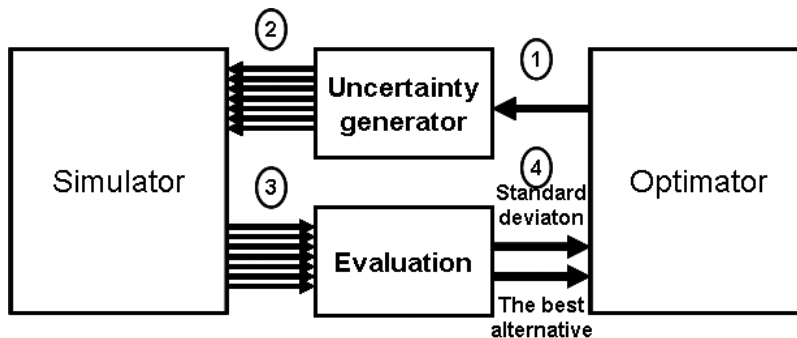 2
1
Uncertainty
generator
Simulator
Optimator
3
4
Standard
deviaton
Evaluation
The best
alternative